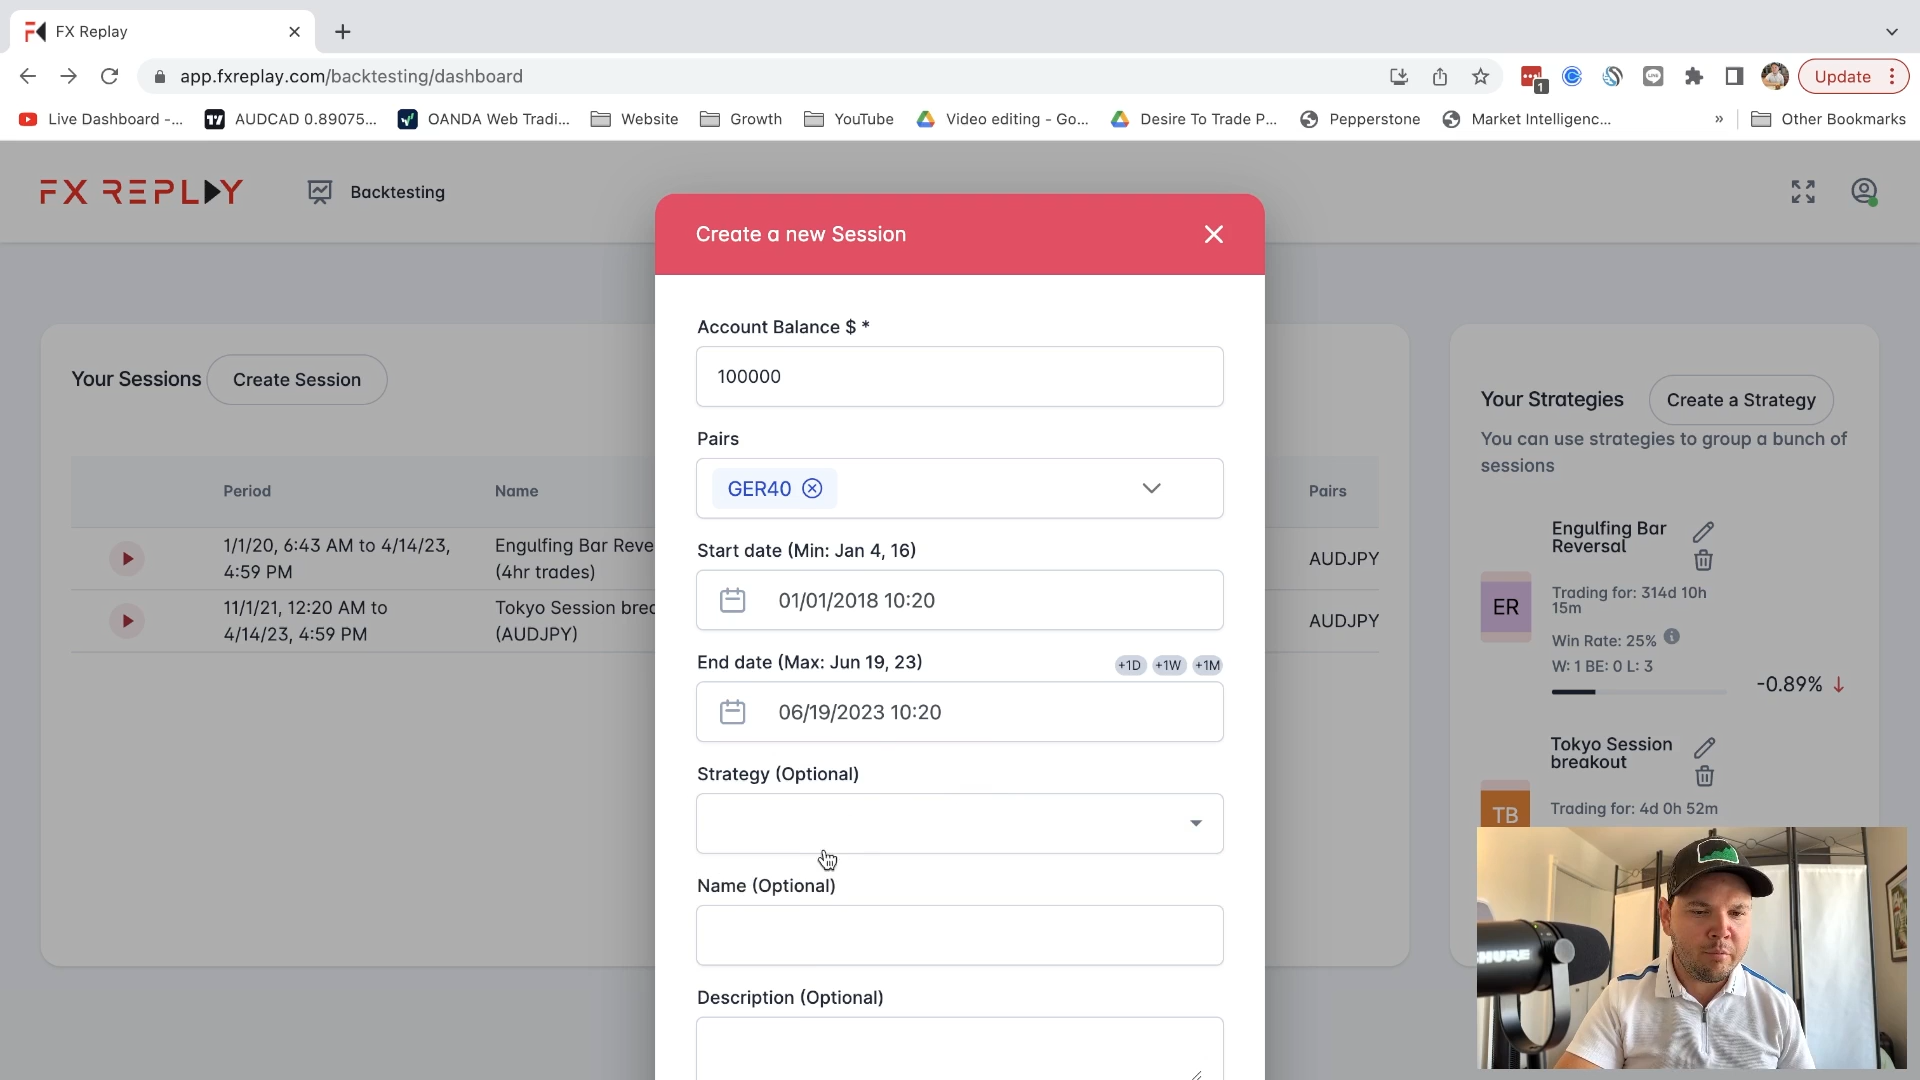 FX Replay
app.fxreplay.com/backtesting/dashboard
1
Update
Live Dashboard -...
AUDCAD 0.89075...
OANDA Web Tradi...
Website
Growth
YouTube
Video editing - Go...
Desire To Trade P...
Pepperstone
Market Intelligenc...
»
Other Bookmarks
FX REPLAY
Backtesting
Create a new Session
Account Balance $ *
100000
Pairs
GER40
Start date (Min: Jan 4, 16)
01/01/2018 10:20
End date (Max: Jun 19, 23)
+1D
+1W
+1M
06/19/2023 10:20
Strategy (Optional)
Name (Optional)
Description (Optional)
Your Sessions
Create Session
Period
Name
Pairs
1/1/20, 6:43 AM to 4/14/23,
4:59 PM
Engulfing Bar Reve
(4hr trades)
AUDJPY
11/1/21, 12:20 AM to
4/14/23, 4:59 PM
Tokyo Session brea
(AUDJPY)
AUDJPY
Your Strategies
Create a Strategy
You can use strategies to group a bunch of
sessions
ER
Engulfing Bar
Reversal
Trading for: 314d 10h
15m
Win Rate: 25%
W: 1 BE: 0 L: 3
-0.89%
TB
Tokyo Session
breakout
Trading for: 4d 0h 52m
HURE